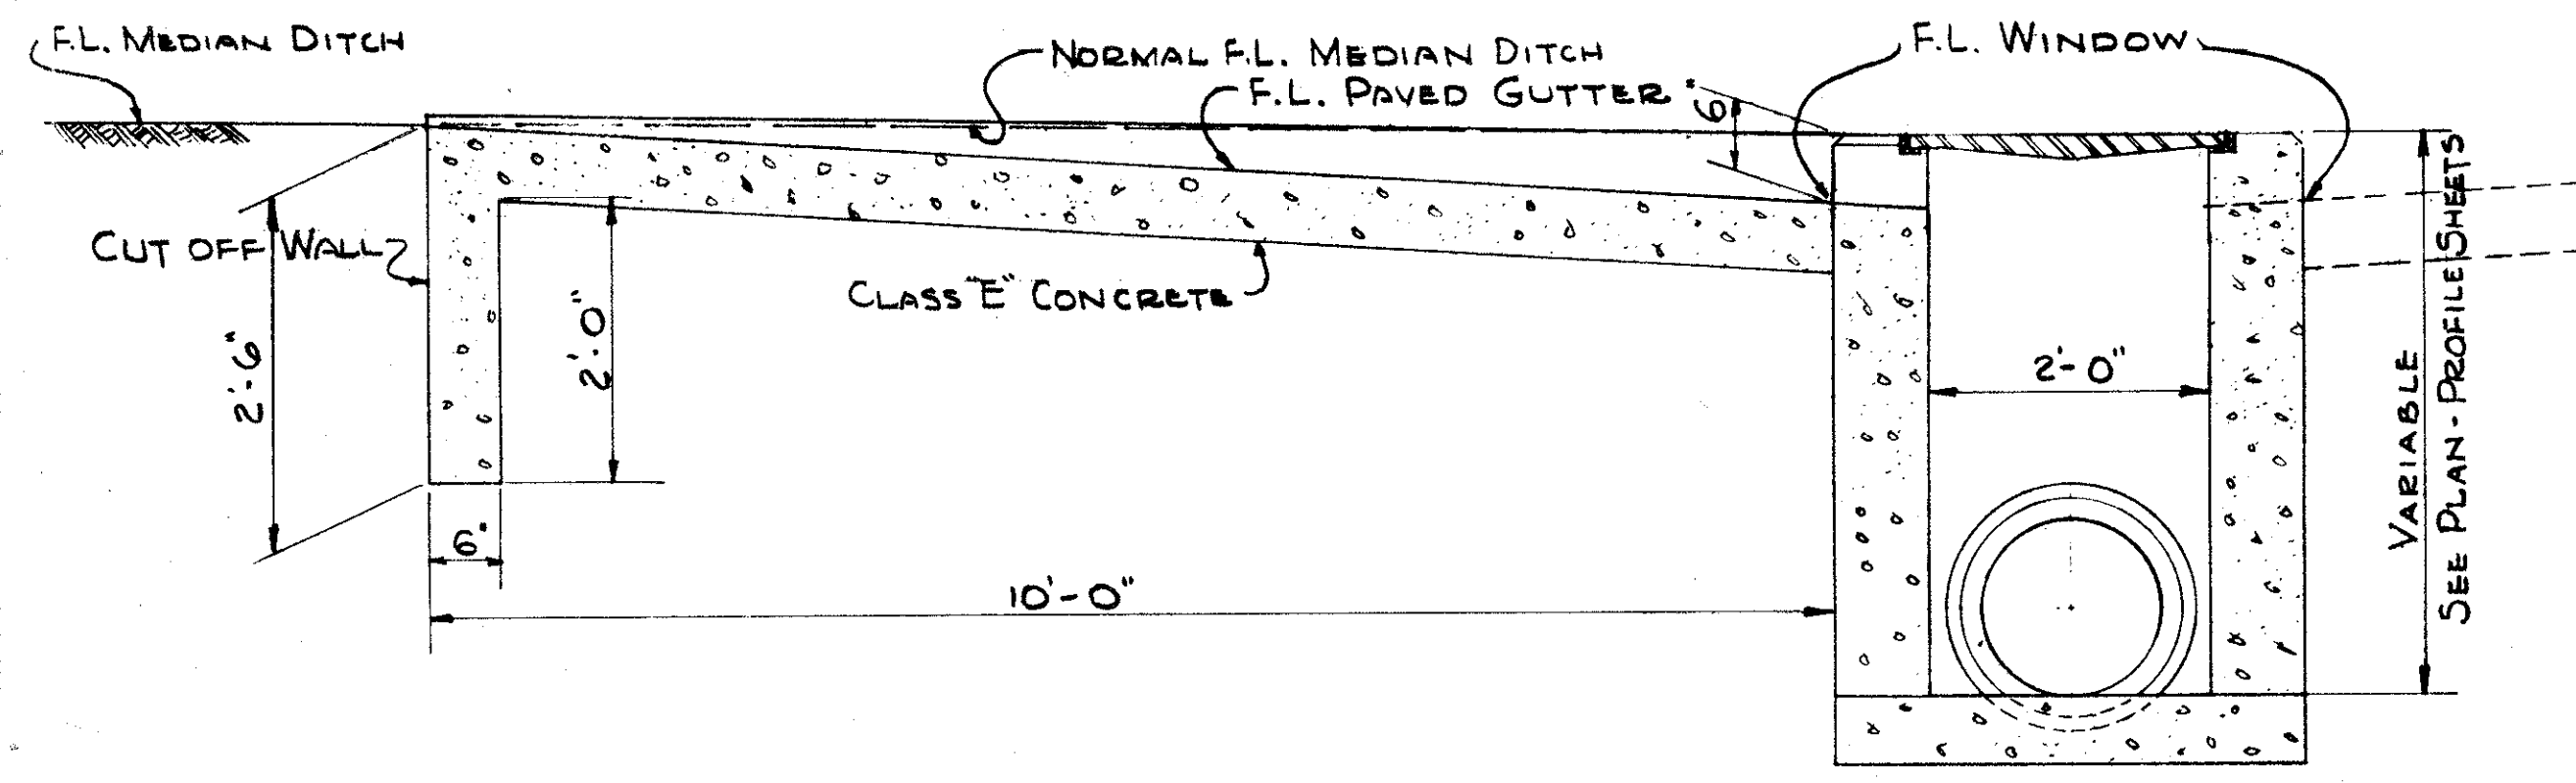 F.L. MEDIAN DITCH
NORMAL F.L. MEDIAN DITCH
F.L. PAVED GUTTER
6"
F.L. WINDOW
CUT OFF WALL
CLASS "E" CONCRETE
2'-6"
2'-0"
6"
10'-0"
2'-0"
VARIABLE
SEE PLAN-PROFILE SHEETS